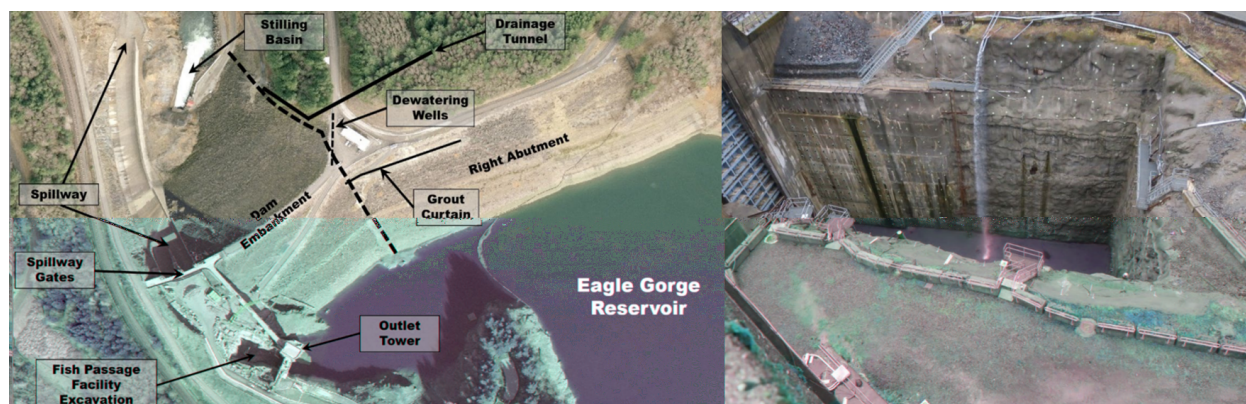 Stilling
Basin
Drainage
Tunnel
Dewatering
Wells
Right Abutment
Spillway
Grout
Curtain
Dam
Embankment
Spillway
Gates
Eagle Gorge
Reservoir
Outlet
Tower
Fish Passage
Facility
Excavation